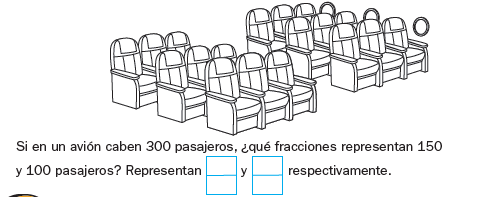 Si en un avión caben 300 pasajeros, ¿qué fracciones representan 150
y 100 pasajeros? Representan y respectivamente.